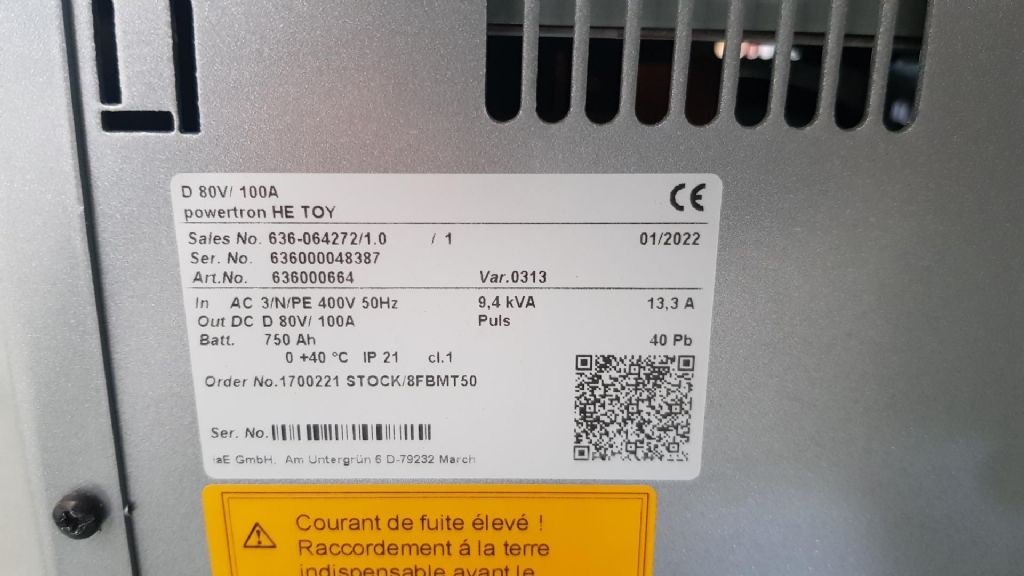 D 80V/ 100A
powertron HE TOY
CE
Sales No. 636-064272/1.0 / 1 01/2022
Ser. No. 636000048387
Art.No. 636000664 Var.0313
In AC 3/N/PE 400V 50Hz 9,4 kVA 13,3 A
Out DC D 80V/ 100A Puls
Batt. 750 Ah 40 Pb
0 +40 °C IP 21 cl.1
Order No.1700221 STOCK/8FBMT50
Ser. No.
GmbH. Am Untergrün 6 D-79232 March
Courant de fuite élevé !
Raccordement á la terre
indispensable avant le